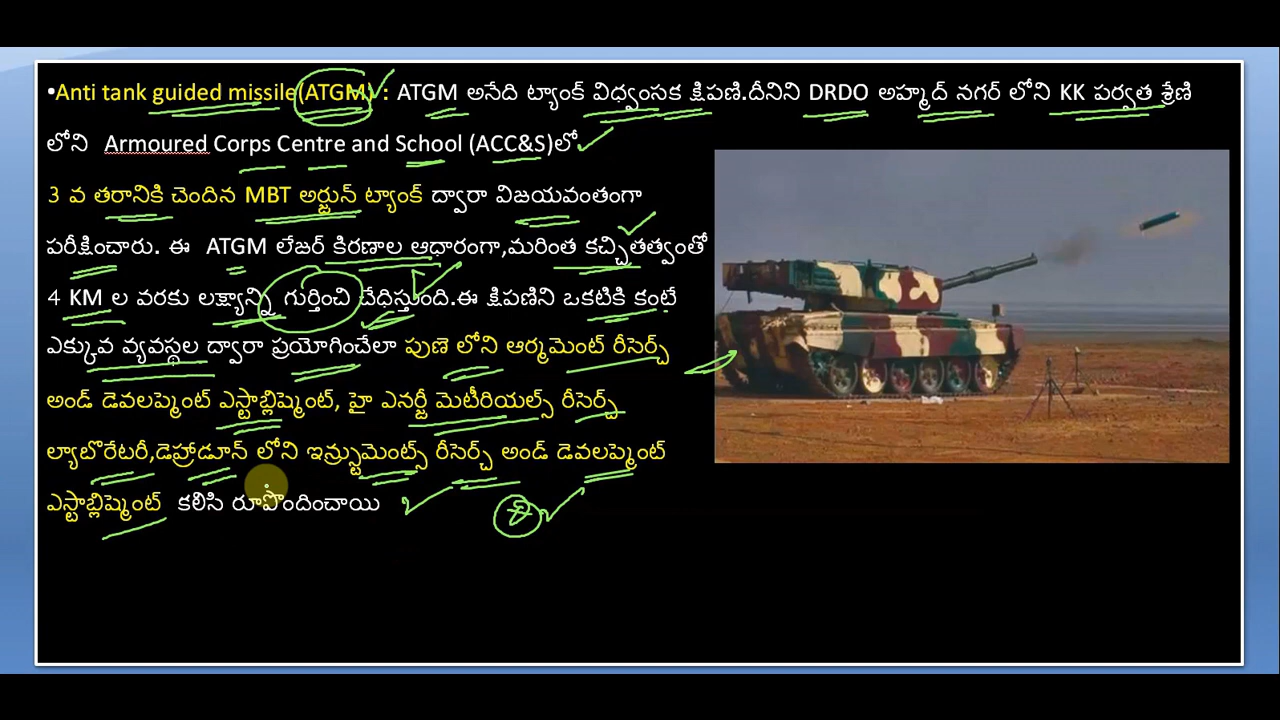 •Anti tank guided missile(ATGM) : ATGM అనేది ట్యాంక్ విధ్వంసక క్షిపణి.దీనిని DRDO అహ్మద్ నగర్ లోని KK పర్వత శ్రేణి
లోని Armoured Corps Centre and School (ACC&S)లో
3 వ తరానికి చెందిన MBT అర్జున్ ట్యాంక్ ద్వారా విజయవంతంగా
పరీక్షించారు. ఈ ATGM లేజర్ కిరణాల ఆధారంగా,మరింత కచ్చితత్వంతో
4 KM ల వరకు లక్ష్యాన్ని గుర్తించి చేధిస్తుంది.ఈ క్షిపణిని ఒకటికి కంటే
ఎక్కువ వ్యవస్థల ద్వారా ప్రయోగించేలా పుణె లోని ఆర్మమెంట్ రీసెర్చ్
అండ్ డెవలప్మెంట్ ఎస్టాబ్లిష్మెంట్, హై ఎనర్జీ మెటీరియల్స్ రీసెర్చ్
ల్యాబొరేటరీ,డెహ్రాడూన్ లోని ఇన్స్ట్రుమెంట్స్ రీసెర్చ్ అండ్ డెవలప్మెంట్
ఎస్టాబ్లిష్మెంట్ కలిసి రూపొందించాయి